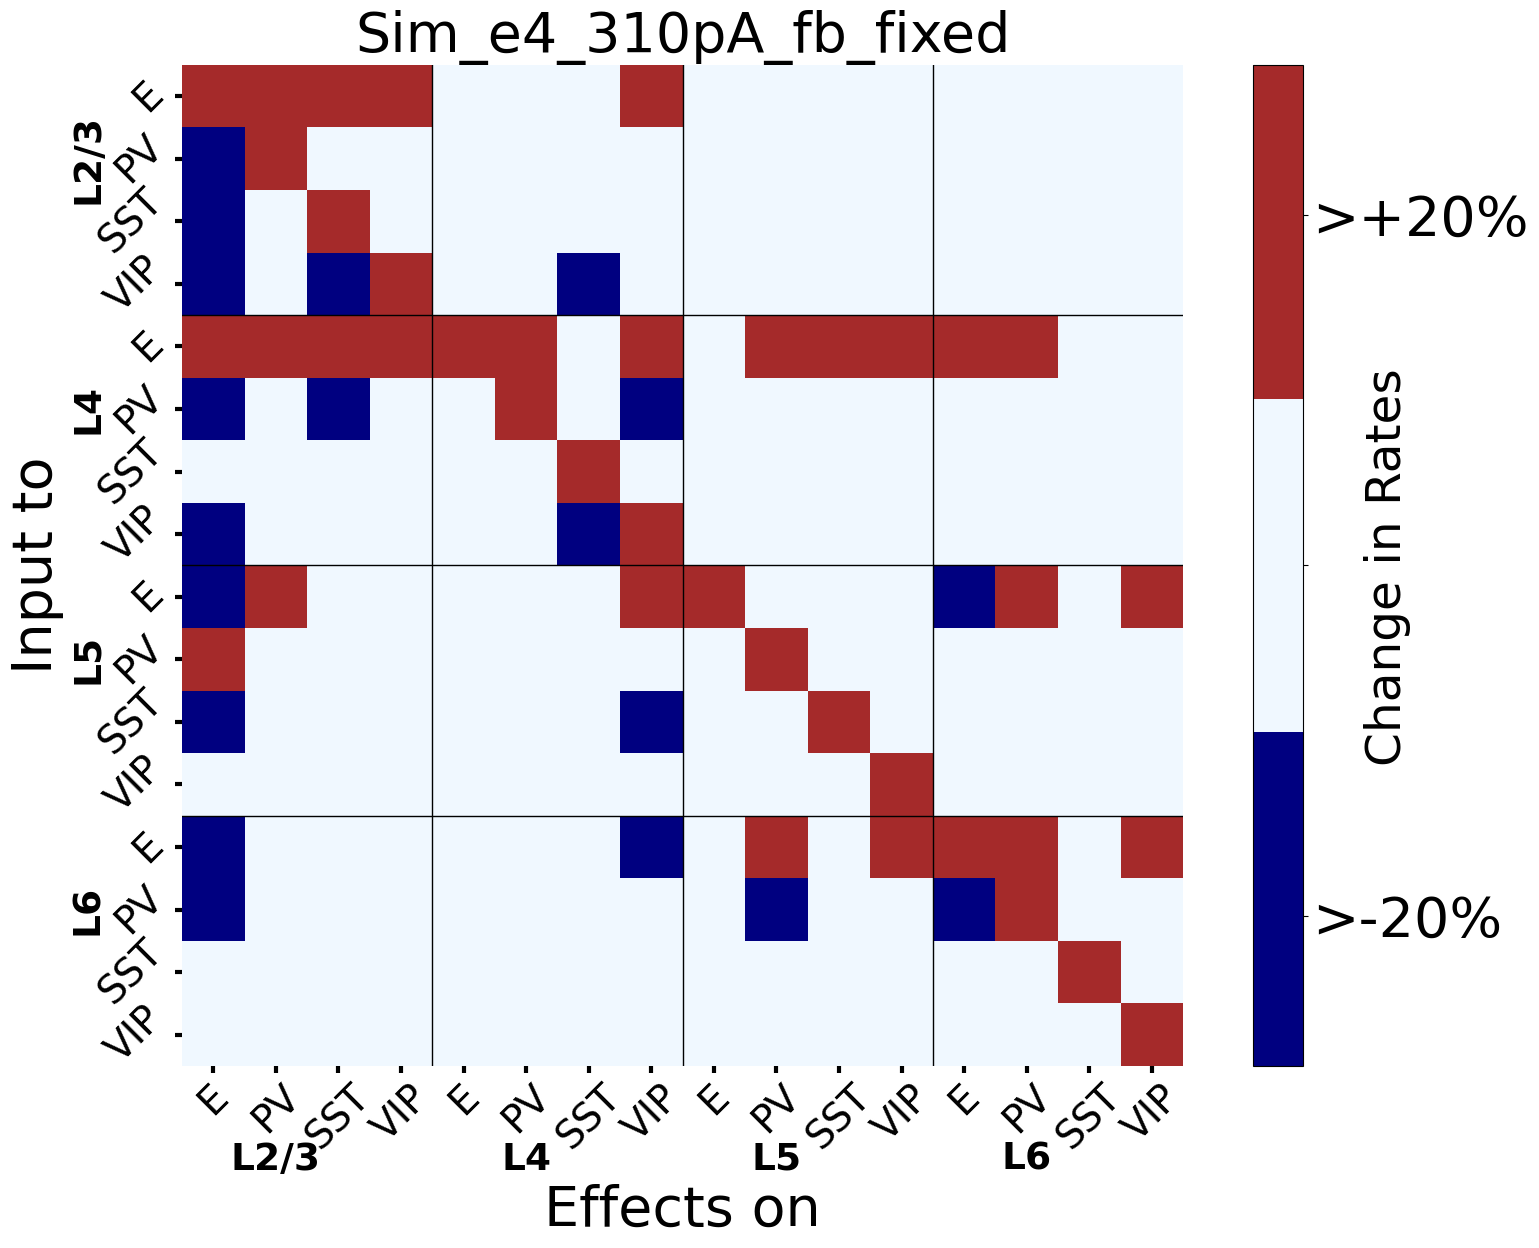 Sim_e4_310pA_fb_fixed
Input to
L2/3
E
PV
SST
VIP
L4
E
PV
SST
VIP
L5
E
PV
SST
VIP
L6
E
PV
SST
VIP
E PV SST VIP E PV SST VIP E PV SST VIP E PV SST VIP
L2/3 L4 L5 L6
Effects on
>+20%
>-20%
Change in Rates